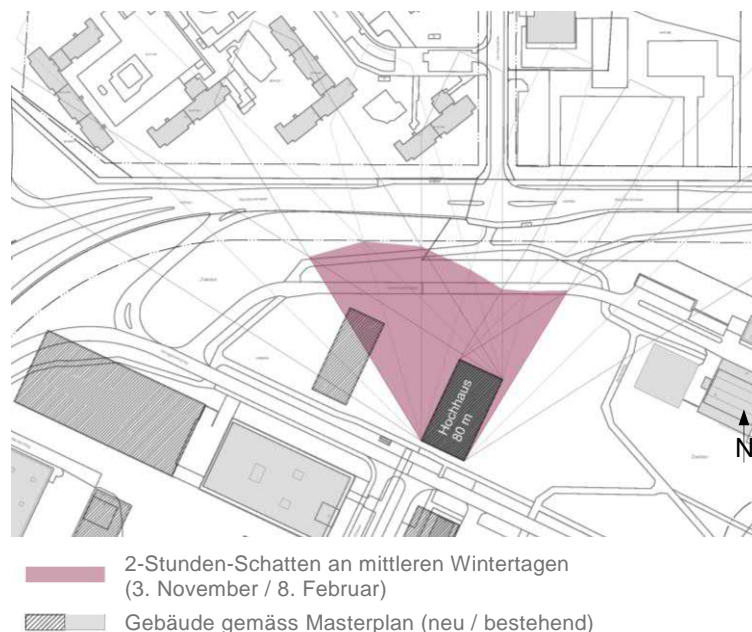 Hochhaus
80 m
N
2-Stunden-Schatten an mittleren Wintertagen
(3. November / 8. Februar)
Gebäude gemäss Masterplan (neu / bestehend)